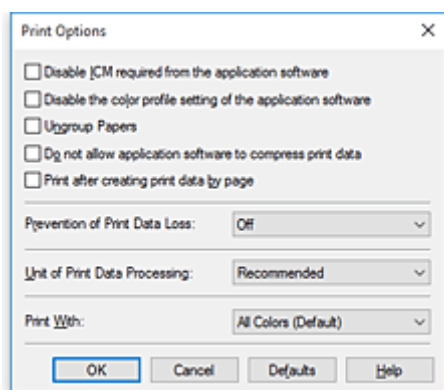 Print Options
Disable ICM required from the application software
Disable the color profile setting of the application software
Ungroup Papers
Do not allow application software to compress print data
Print after creating print data by page
Prevention of Print Data Loss: Off
Unit of Print Data Processing: Recommended
Print With: All Colors (Default)
OK Cancel Defaults Help